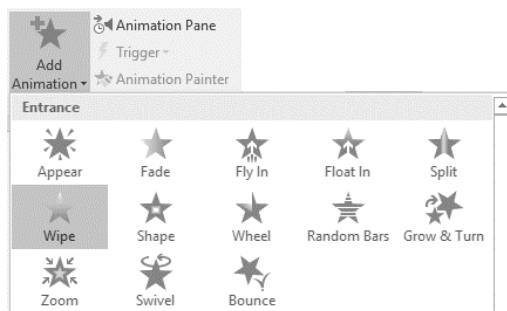 Add
Animation
Animation Pane
Trigger
Animation Painter
Entrance
Appear Fade Fly In Float In Split
Wipe Shape Wheel Random Bars Grow & Turn
Zoom Swivel Bounce